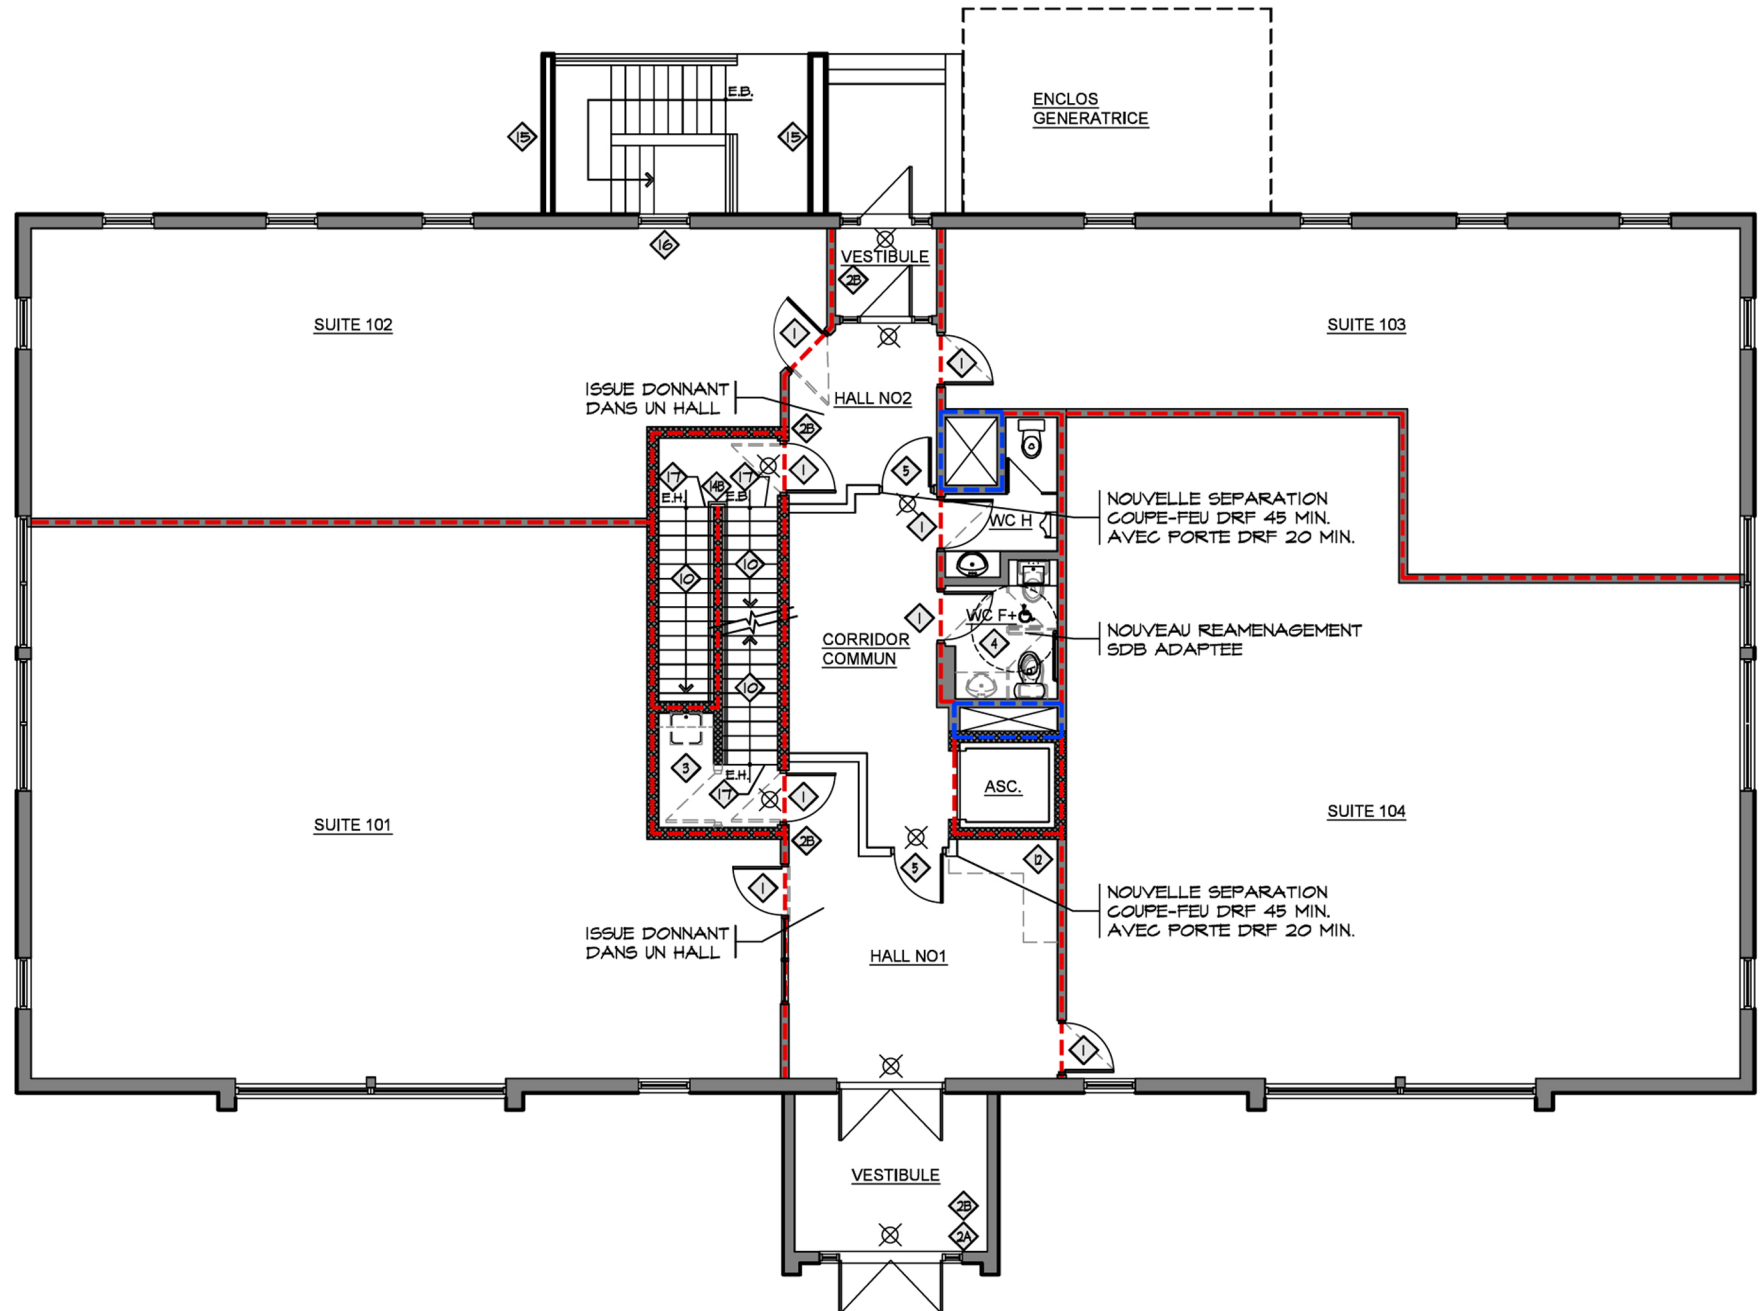 E.B.
ENCLOS
GENERATRICE
15
15
16
VESTIBULE
2B
SUITE 102
SUITE 103
1
1
ISSUE DONNANT
DANS UN HALL
HALL NO2
2B
17
14B
17
1
5
E.H.
E.B.
NOUVELLE SEPARATION
COUPE-FEU DRF 45 MIN.
AVEC PORTE DRF 20 MIN.
1
WC H
10
10
1
WC F+
4
NOUVEAU REAMENAGEMENT
SDB ADAPTEE
CORRIDOR
COMMUN
10
3
E.H.
17
1
ASC.
SUITE 101
SUITE 104
2B
5
12
1
NOUVELLE SEPARATION
COUPE-FEU DRF 45 MIN.
AVEC PORTE DRF 20 MIN.
ISSUE DONNANT
DANS UN HALL
HALL NO1
1
VESTIBULE
2B
2A